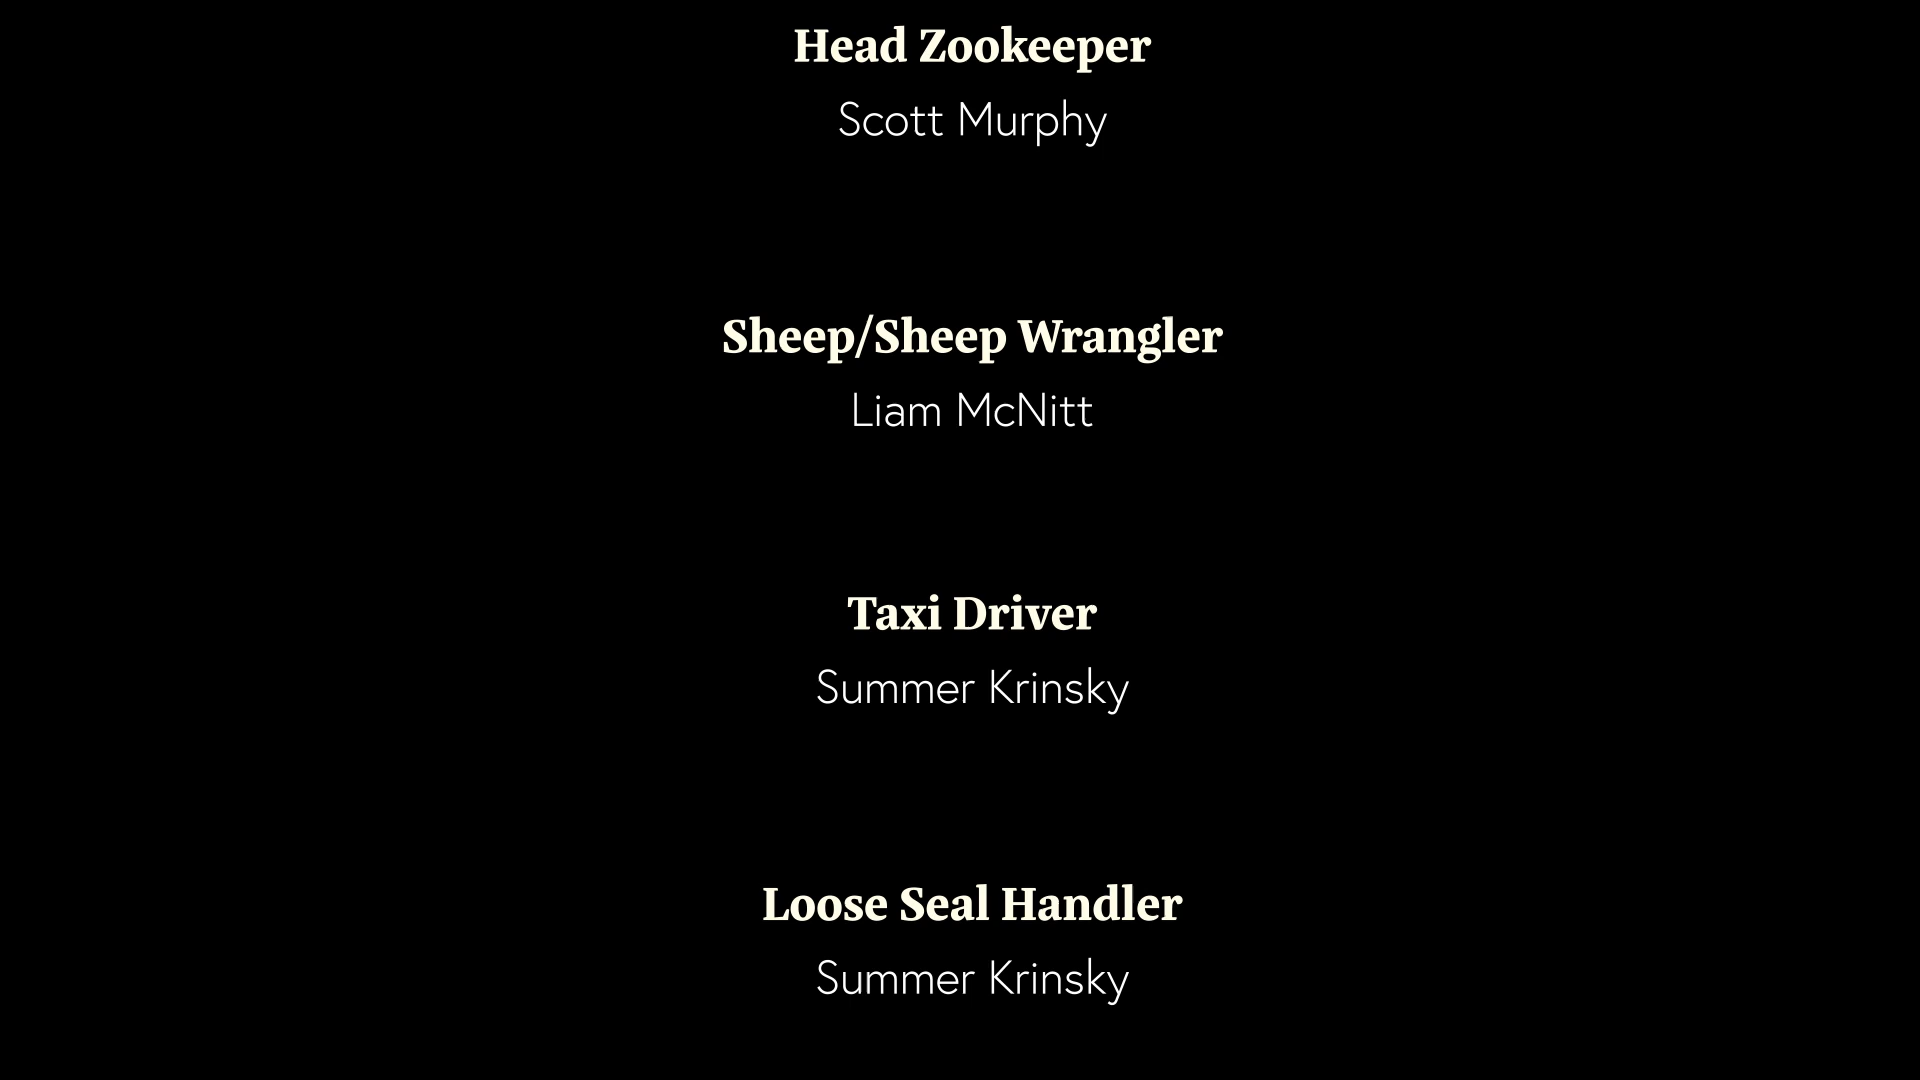 Head Zookeeper
Scott Murphy
Sheep/Sheep Wrangler
Liam McNitt
Taxi Driver
Summer Krinsky
Loose Seal Handler
Summer Krinsky